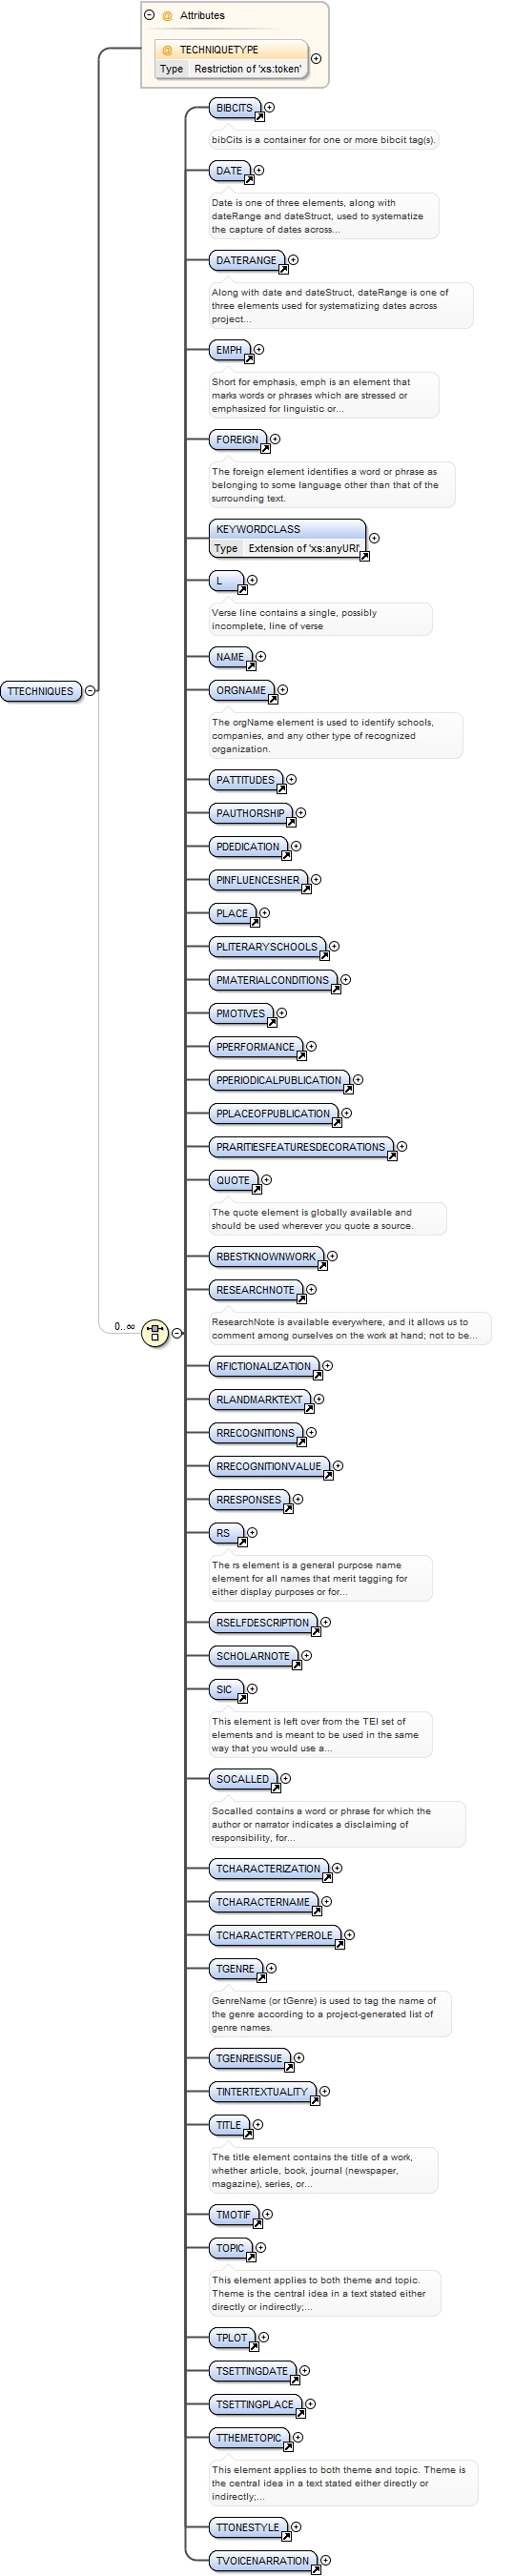 Attributes
@ TECHNIQUETYPE
Type Restriction of 'xs:token'
BIBCITS
bibCits is a container for one or more bibcit tag(s).
DATE
Date is one of three elements, along with
dateRange and dateStruct, used to systematize
the capture of dates across...
DATERANGE
Along with date and dateStruct, dateRange is one of
three elements used for systematizing dates across
project...
EMPH
Short for emphasis, emph is an element that
marks words or phrases which are stressed or
emphasized for linguistic or...
FOREIGN
The foreign element identifies a word or phrase as
belonging to some language other than that of the
surrounding text.
KEYWORDCLASS
Type Extension of 'xs:anyURI'
L
Verse line contains a single, possibly
incomplete, line of verse
NAME
TTECHNIQUES
ORGNAME
The orgName element is used to identify schools,
companies, and any other type of recognized
organization.
PATTITUDES
PAUTHORSHIP
PDEDICATION
PINFLUENCESHER
PLACE
PLITERARYSCHOOLS
PMATERIALCONDITIONS
PMOTIVES
PPERFORMANCE
PPERIODICALPUBLICATION
PPLACEOFPUBLICATION
PRARITIESFEATURESDECORATIONS
QUOTE
The quote element is globally available and
should be used wherever you quote a source.
RBESTKNOWNWORK
RESEARCHNOTE
ResearchNote is available everywhere, and it allows us to
comment among ourselves on the work at hand; not to be...
0..∞
RFICTIONALIZATION
RLANDMARKTEXT
RRECOGNITIONS
RRECOGNITIONVALUE
RRESPONSES
RS
The rs element is a general purpose name
element for all names that merit tagging for
either display purposes or for...
RSELFDESCRIPTION
SCHOLARNOTE
SIC
This element is left over from the TEI set of
elements and is meant to be used in the same
way that you would use a...
SOCALLED
Socalled contains a word or phrase for which the
author or narrator indicates a disclaiming of
responsibility, for...
TCHARACTERIZATION
TCHARACTERNAME
TCHARACTERTYPEROLE
TGENRE
GenreName (or tGenre) is used to tag the name of
the genre according to a project-generated list of
genre names.
TGENREISSUE
TINTERTEXTUALITY
TITLE
The title element contains the title of a work,
whether article, book, journal (newspaper,
magazine), series, or...
TMOTIF
TOPIC
This element applies to both theme and topic.
Theme is the central idea in a text stated either
directly or indirectly;...
TPLOT
TSETTINGDATE
TSETTINGPLACE
TTHEMETOPIC
This element applies to both theme and topic. Theme is
the central idea in a text stated either directly or
indirectly;...
TTONESTYLE
TVOICENARRATION